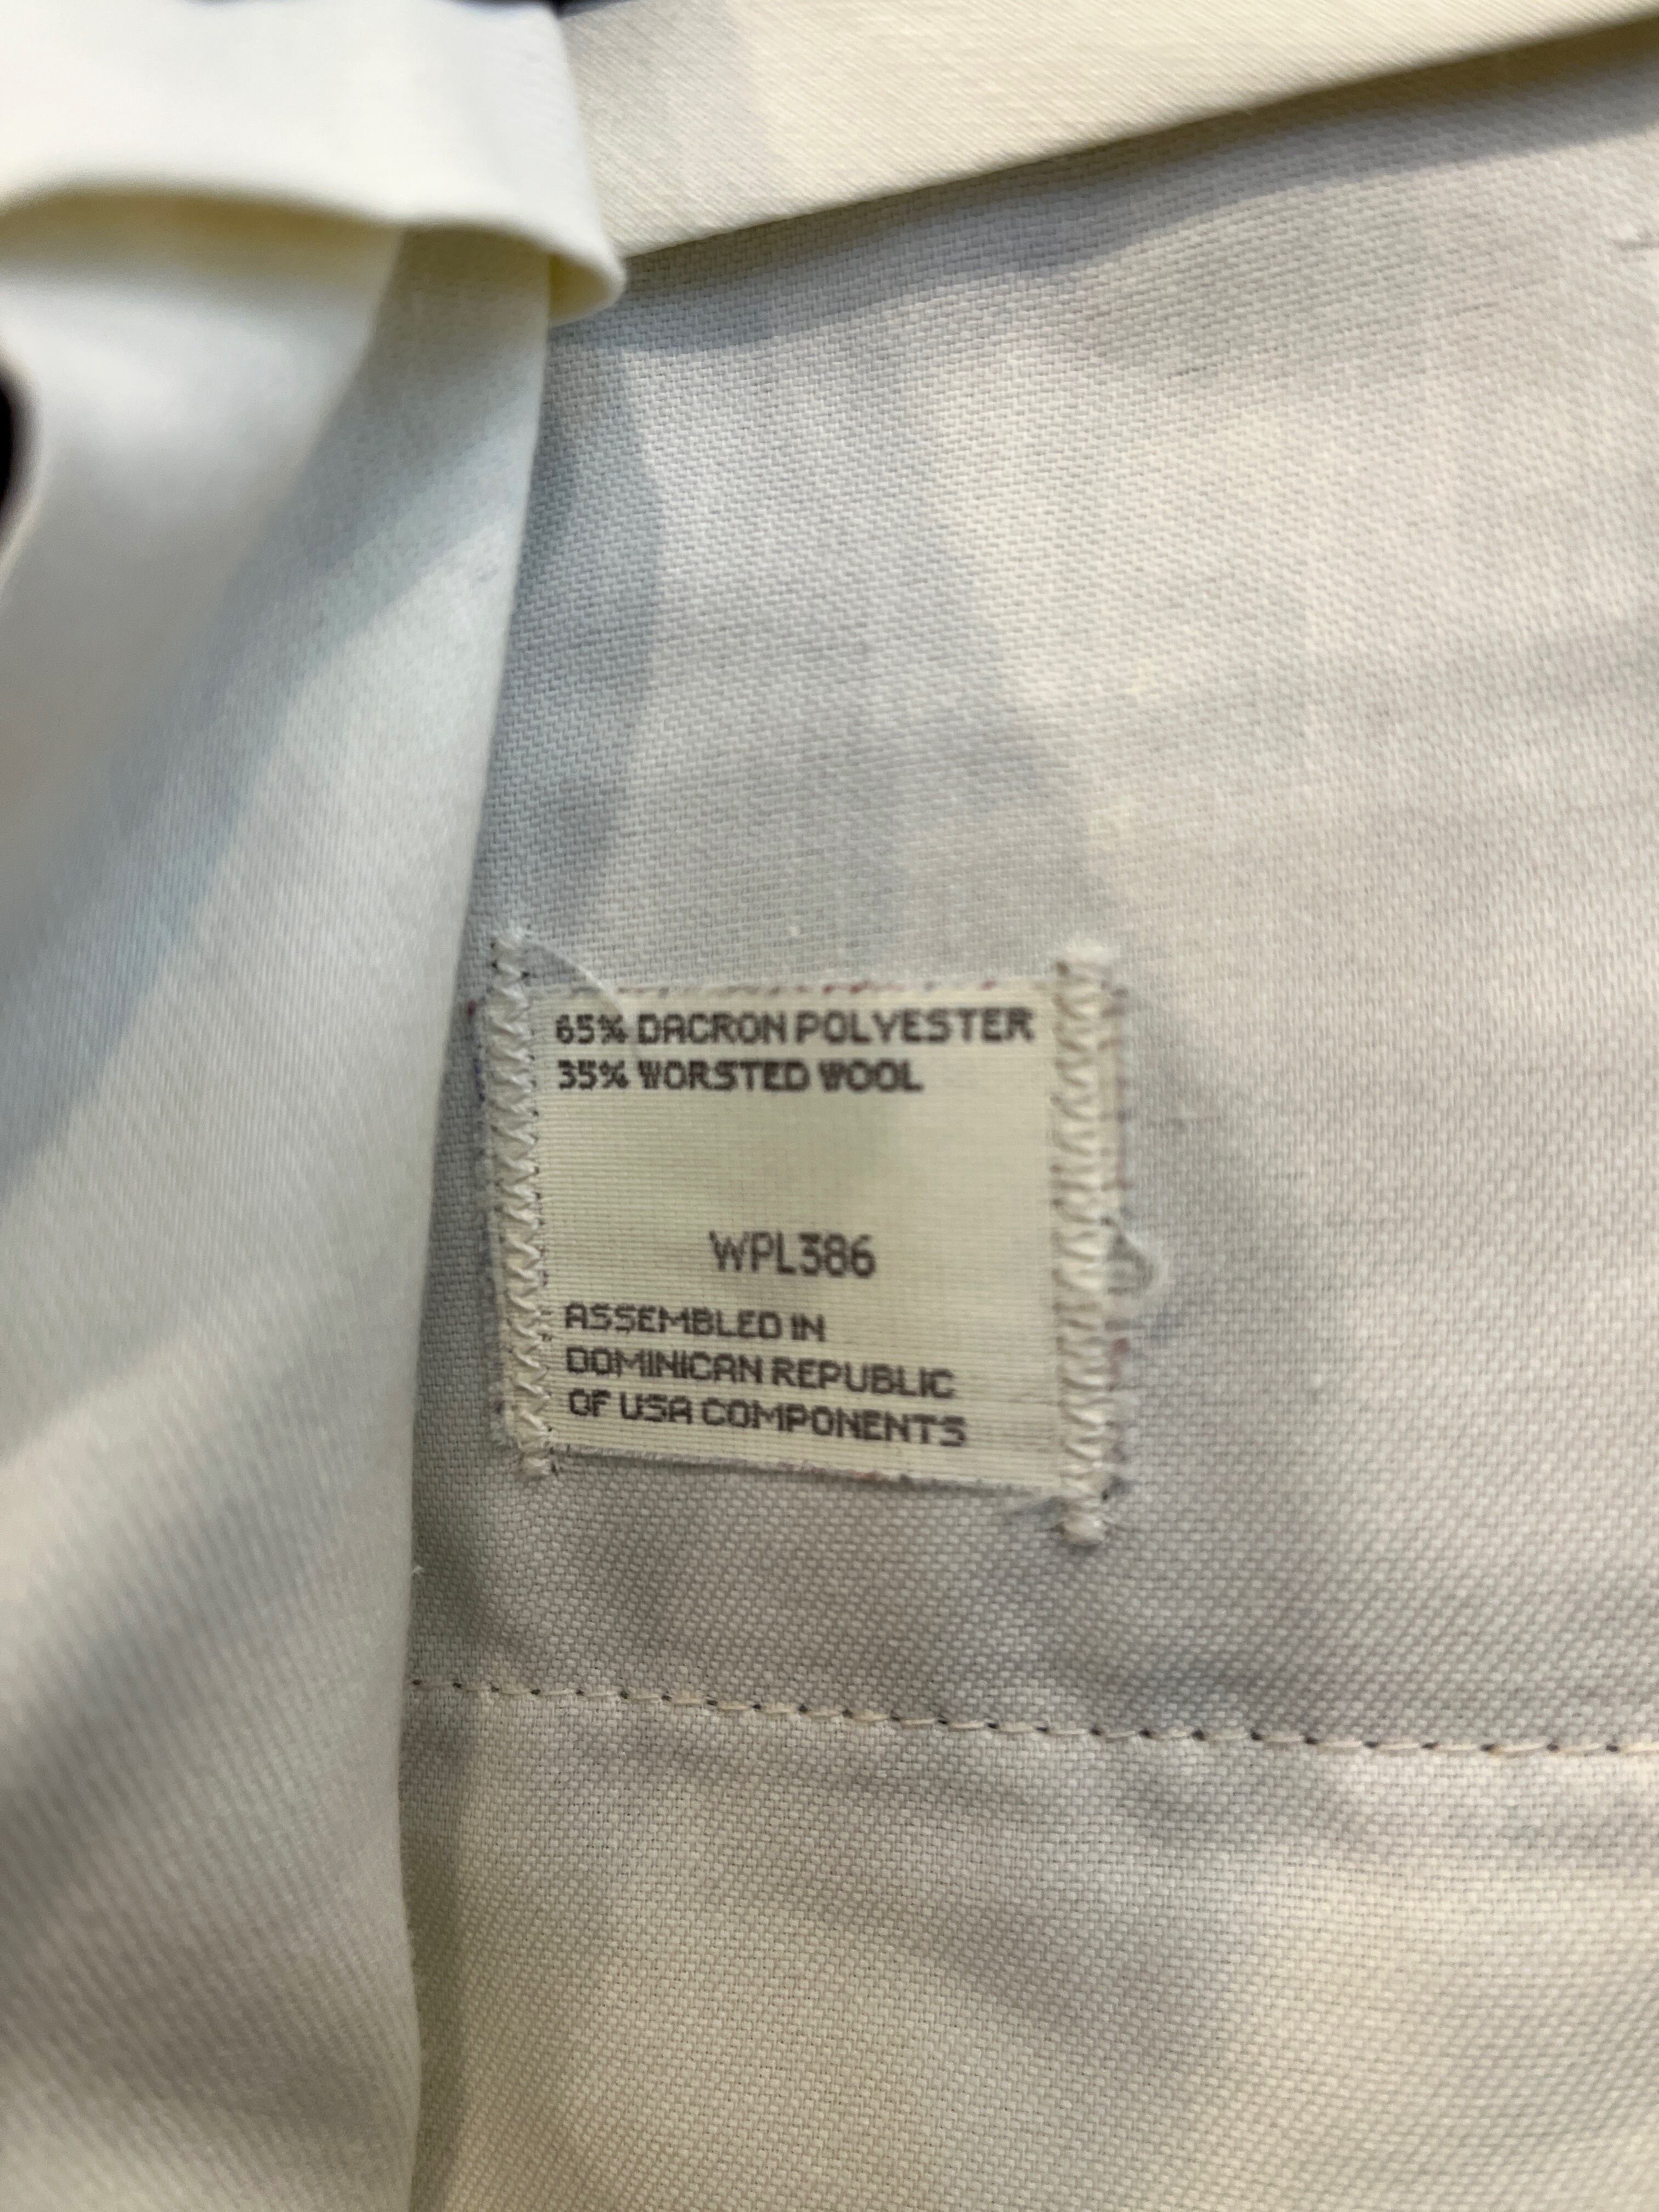 65% DACRON POLYESTER
35% WORSTED WOOL
WPL386
ASSEMBLED IN
DOMINICAN REPUBLIC
OF USA COMPONENTS